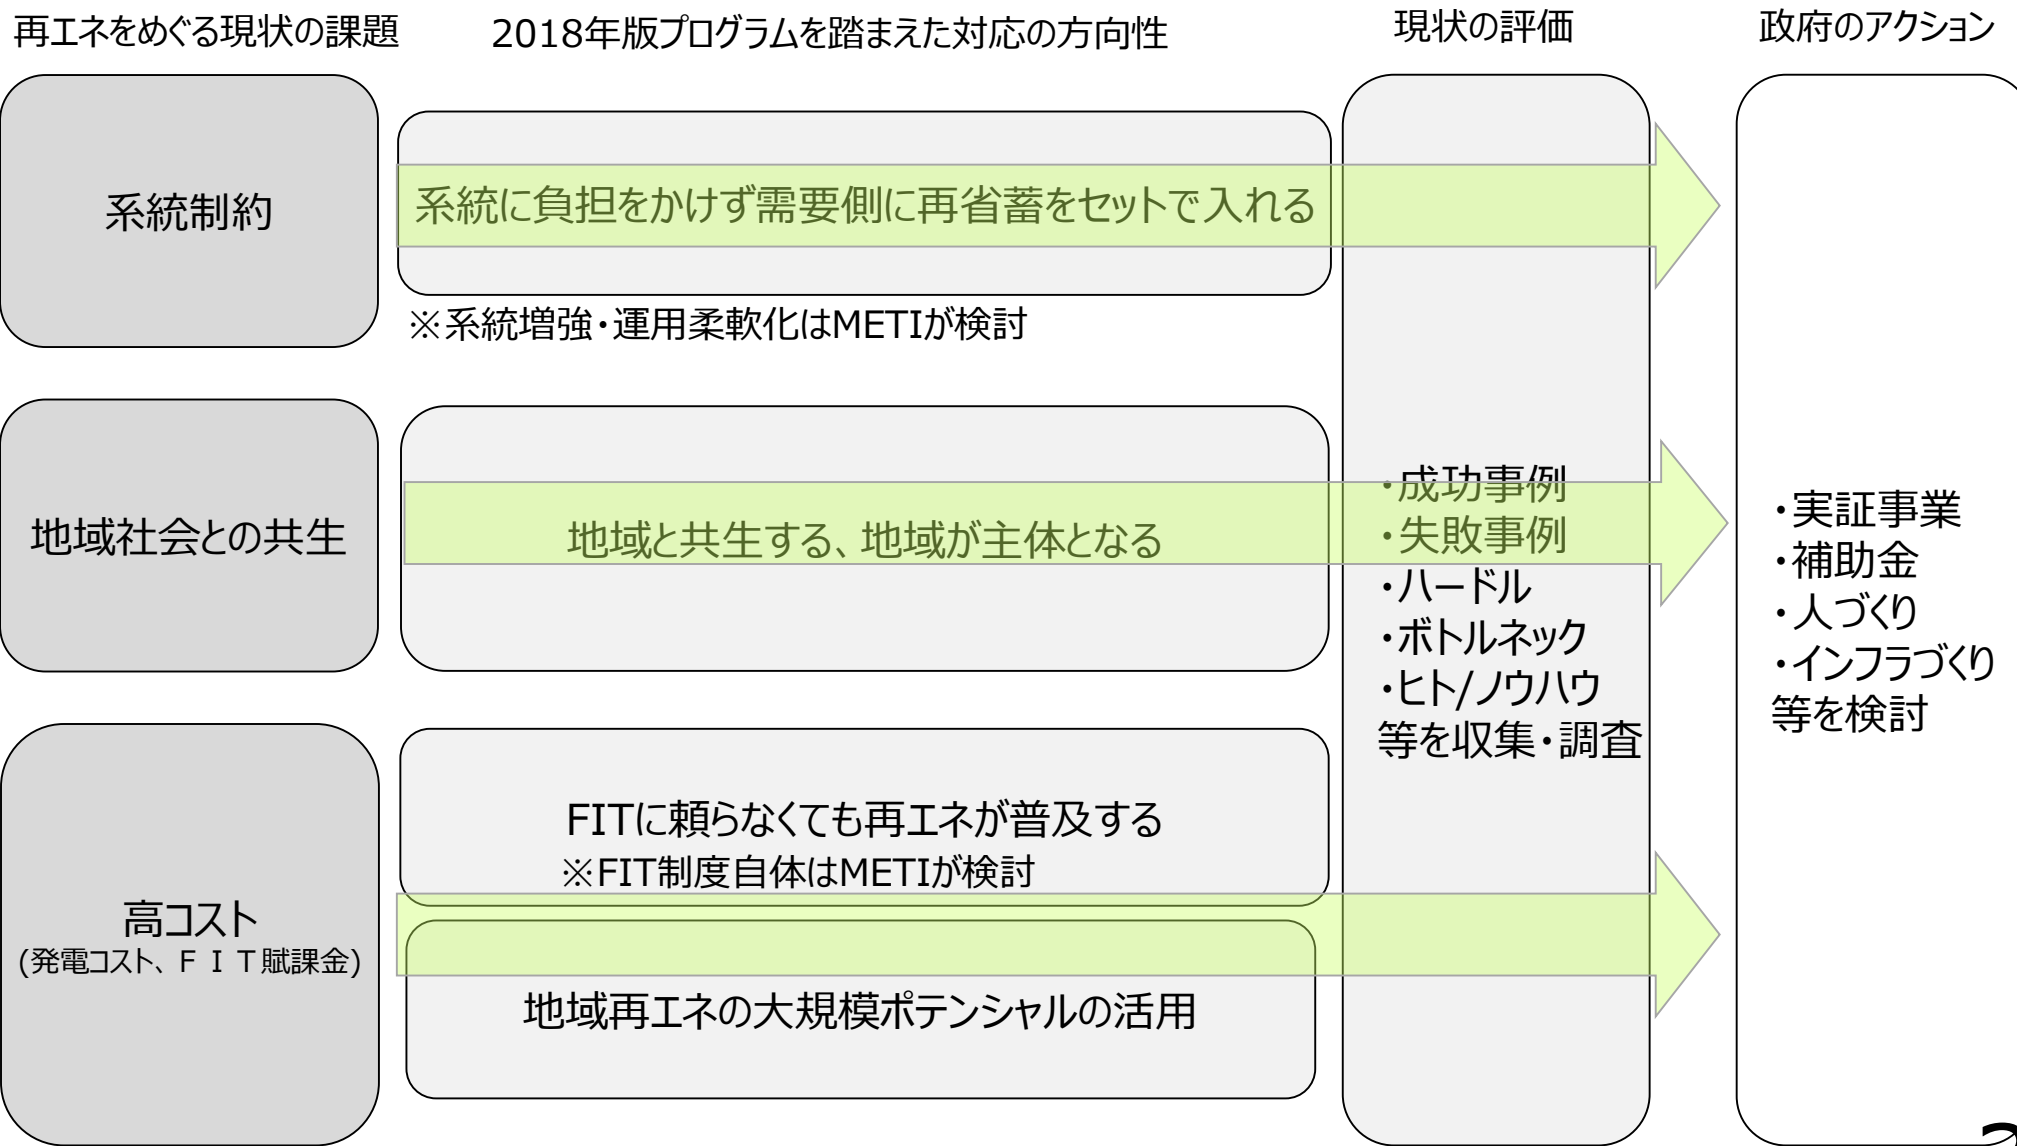 再エネをめぐる現状の課題
2018年版プログラムを踏まえた対応の方向性
現状の評価
政府のアクション
系統制約
系統に負担をかけず需要側に再省蓄をセットで入れる
※系統増強・運用柔軟化はMETIが検討
地域社会との共生
地域と共生する、地域が主体となる
高コスト
(発電コスト、ＦＩＴ賦課金)
FITに頼らなくても再エネが普及する
※FIT制度自体はMETIが検討
地域再エネの大規模ポテンシャルの活用
・成功事例
・失敗事例
・ハードル
・ボトルネック
・ヒト/ノウハウ
等を収集・調査
・実証事業
・補助金
・人づくり
・インフラづくり
等を検討